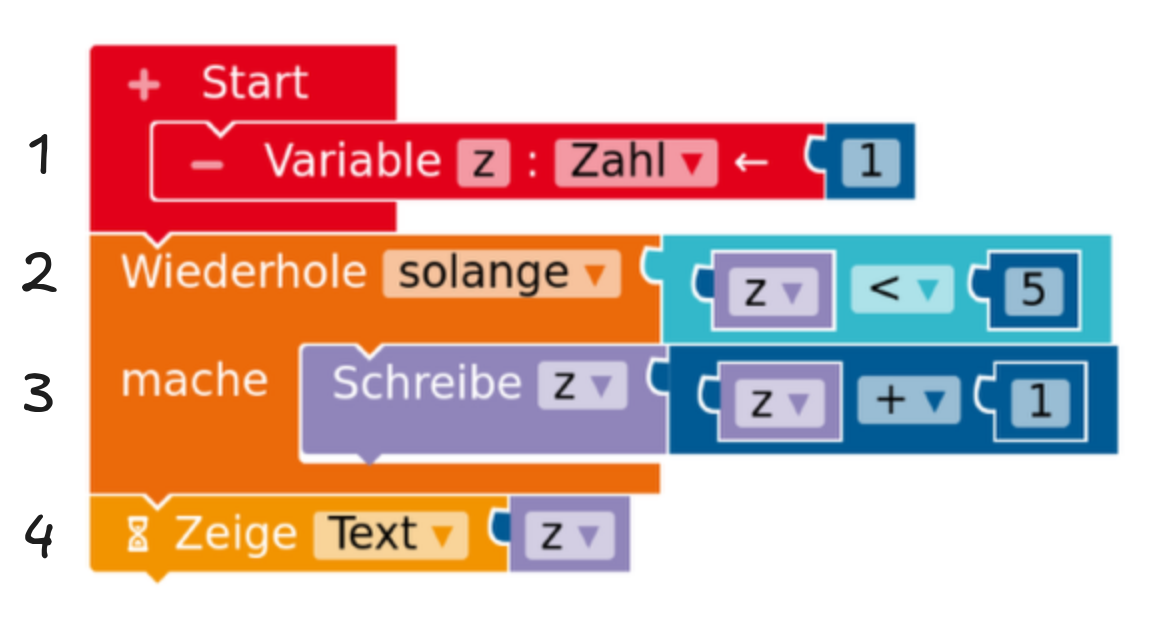 + Start
1 − Variable z : Zahl ▼ ← 1
2 Wiederhole solange ▼ z ▼ < ▼ 5
3 mache Schreibe z ▼ z ▼ + ▼ 1
4 Zeige Text ▼ z ▼